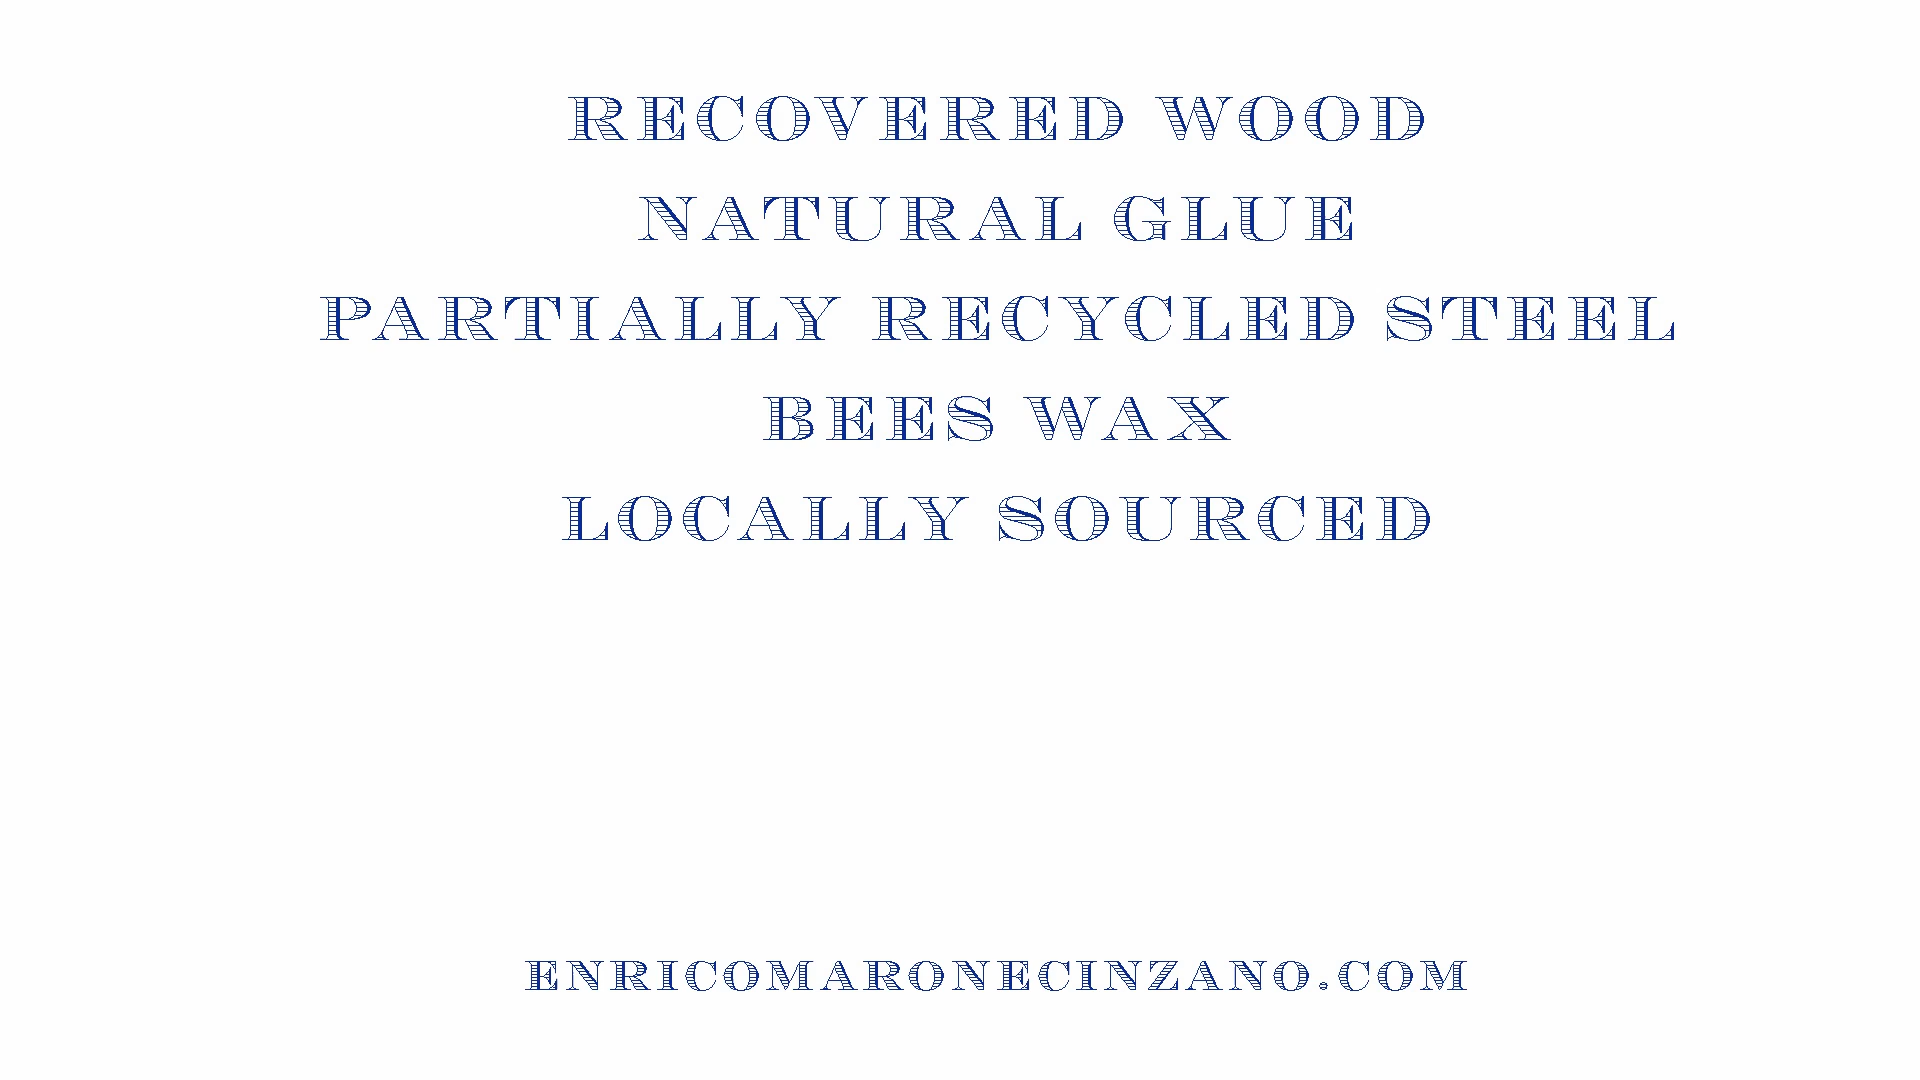 RECOVERED WOOD
NATURAL GLUE
PARTIALLY RECYCLED STEEL
BEES WAX
LOCALLY SOURCED
ENRICOMARONECINZANO.COM